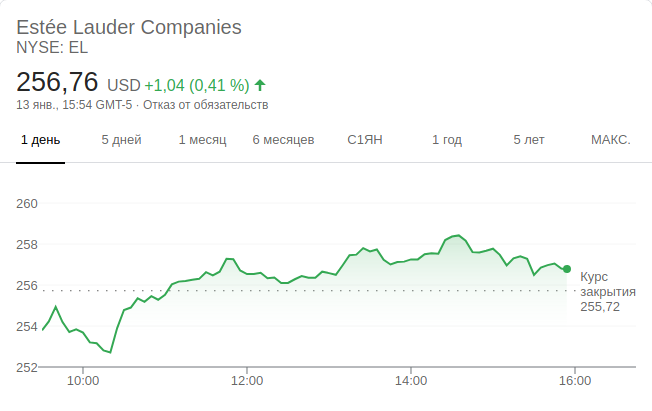 Estée Lauder Companies
NYSE: EL
256,76 USD +1,04 (0,41 %)
13 янв., 15:54 GMT-5 · Отказ от обязательств
1 день 5 дней 1 месяц 6 месяцев С1ЯН 1 год 5 лет МАКС.
260
258
256
254
252
Курс
закрытия
255,72
10:00 12:00 14:00 16:00